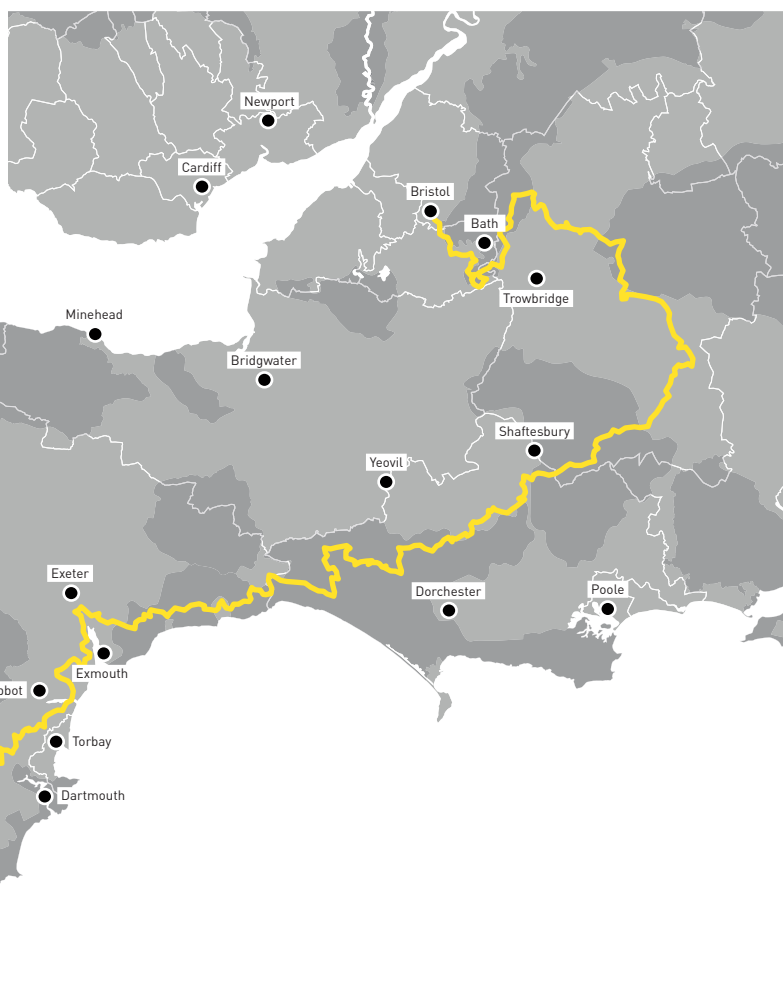 Newport
Cardiff
Bristol
Bath
Trowbridge
Minehead
Bridgwater
Shaftesbury
Yeovil
Exeter
Dorchester
Poole
Exmouth
bbot
Torbay
Dartmouth